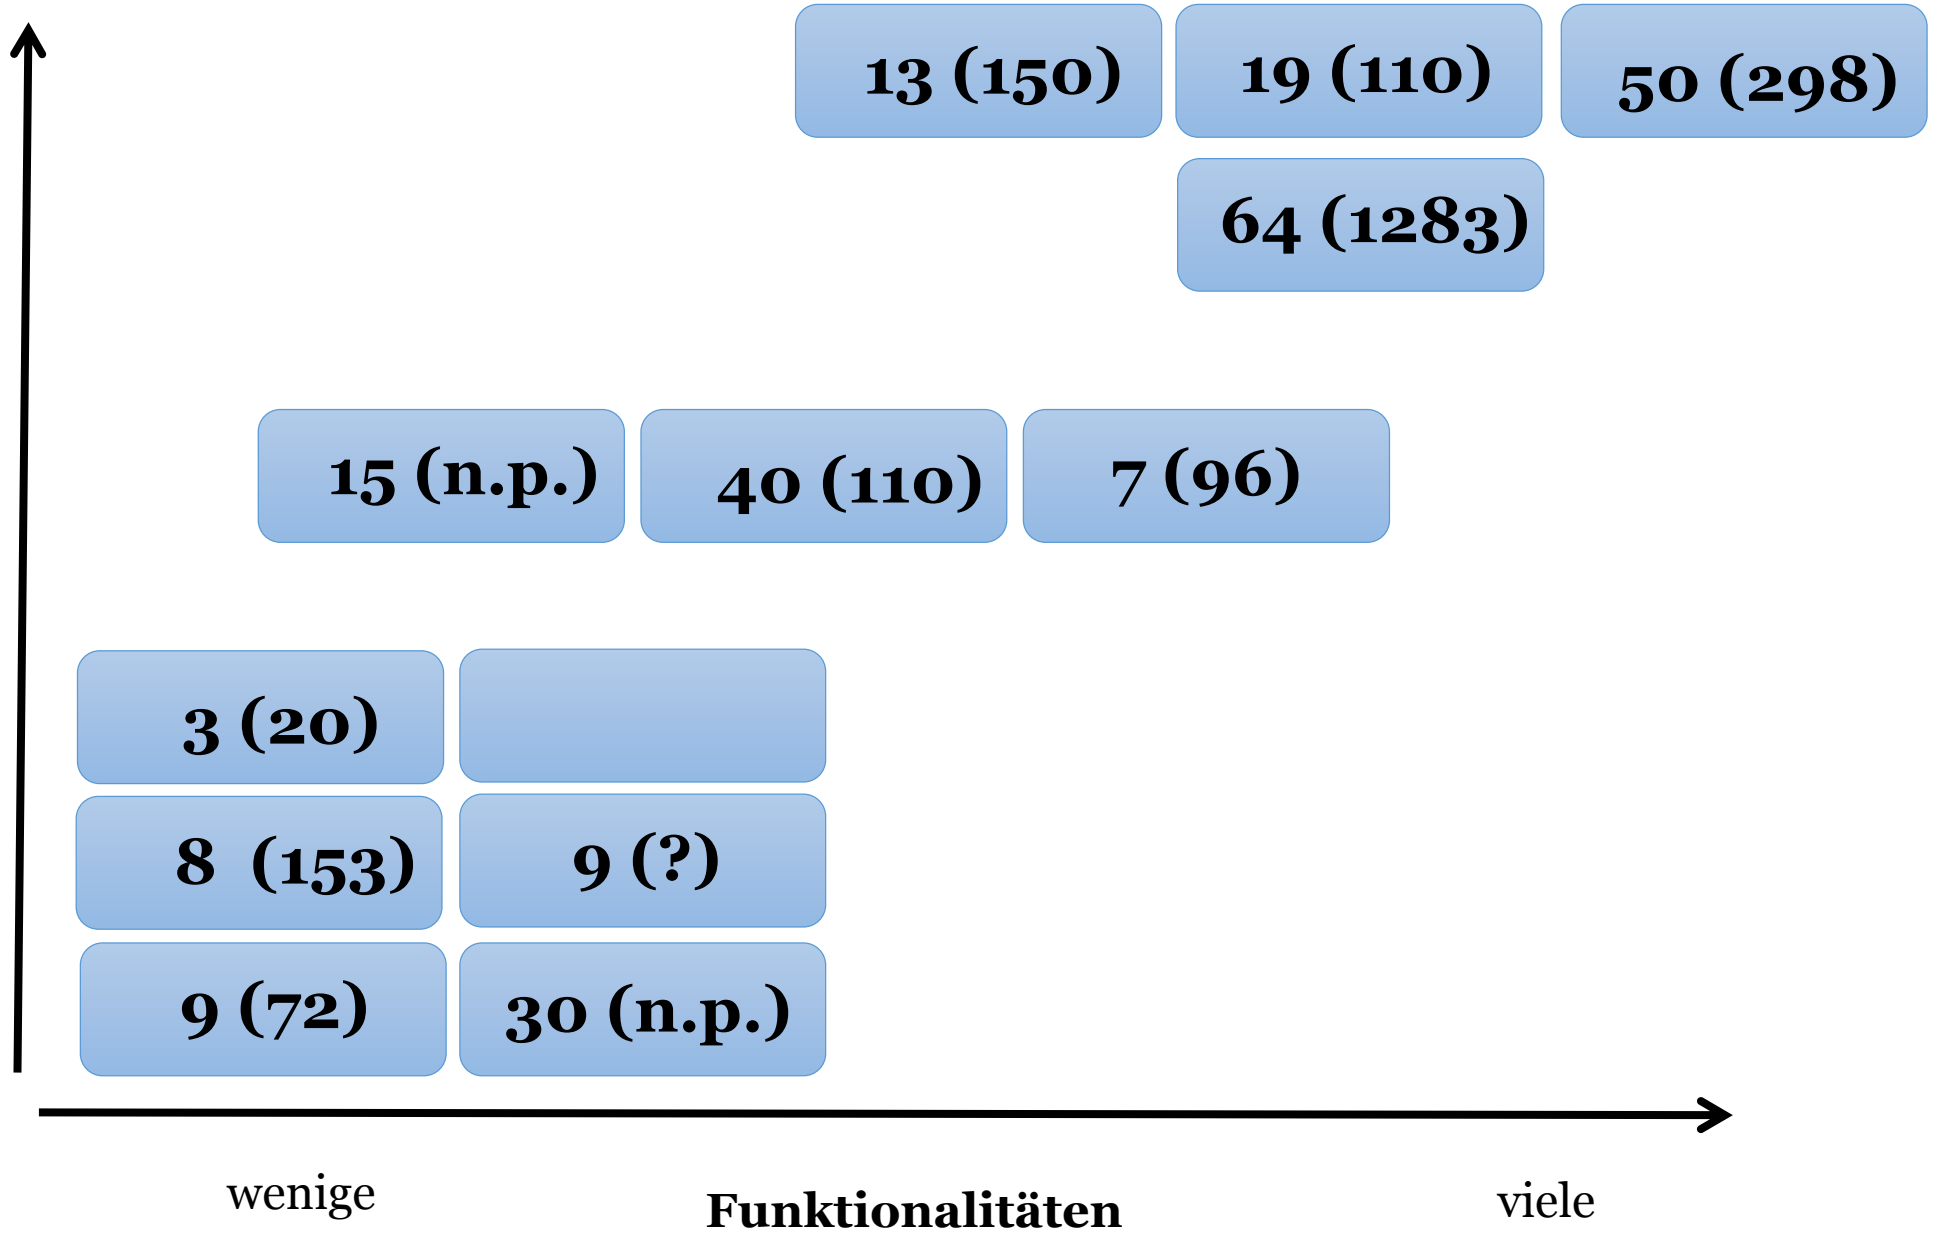 13 (150)
19 (110)
50 (298)
64 (1283)
15 (n.p.)
40 (110)
7 (96)
3 (20)
8 (153)
9 (?)
9 (72)
30 (n.p.)
wenige
Funktionalitäten
viele